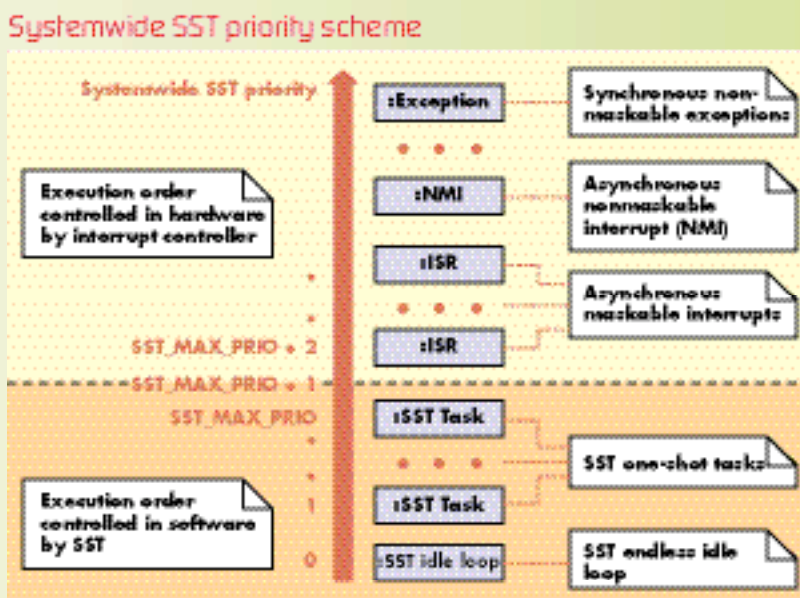 Systemwide SST priority scheme
Systemwide SST priority
:Exception
Synchronous non-
maskable exceptions
Execution order
controlled in hardware
by interrupt controller
:NMI
Asynchronous
nonmaskable
interrupt (NMI)
:ISR
Asynchronous
maskable interrupts
SST_MAX_PRIO + 2
:ISR
SST_MAX_PRIO + 1
SST_MAX_PRIO
:SST Task
SST one-shot tasks
Execution order
controlled in software
by SST
1
:SST Task
0
:SST idle loop
SST endless idle
loop